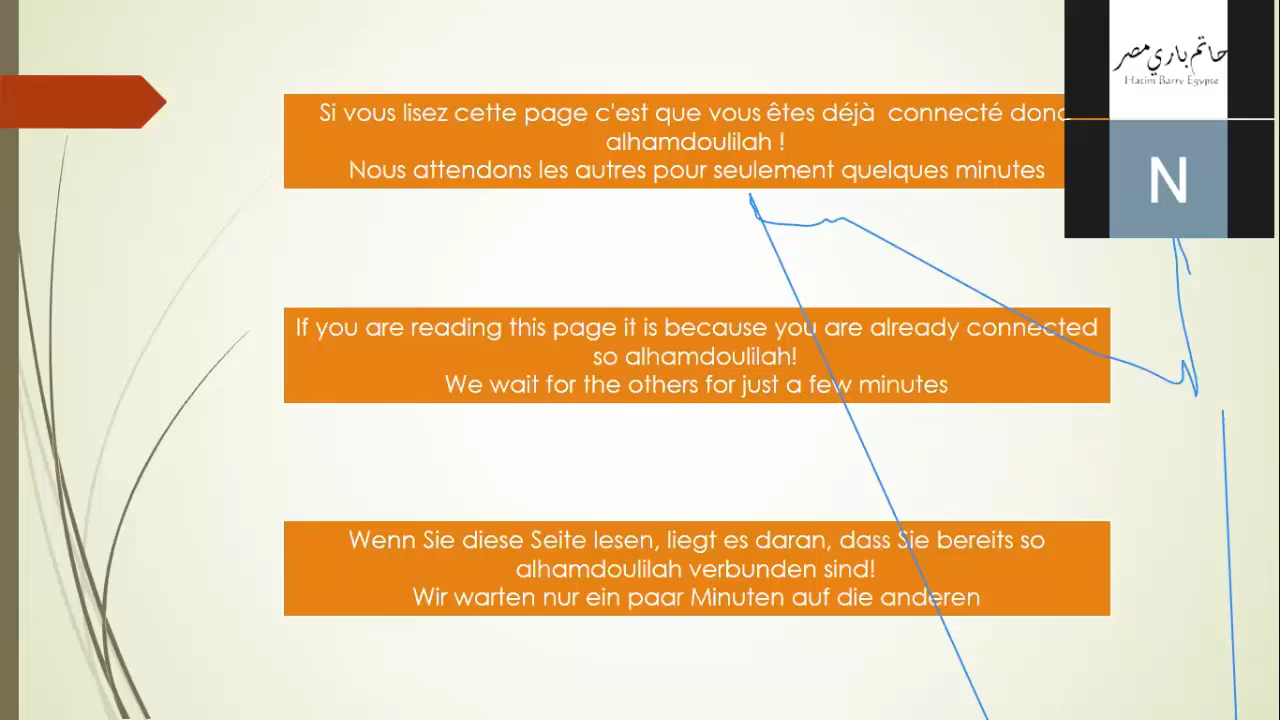 Si vous lisez cette page c'est que vous êtes déjà connecté donc
alhamdoulilah !
Nous attendons les autres pour seulement quelques minutes
حاتم باري مصر
Hatim Barry Egypte
N
If you are reading this page it is because you are already connected
so alhamdoulilah!
We wait for the others for just a few minutes
Wenn Sie diese Seite lesen, liegt es daran, dass Sie bereits so
alhamdoulilah verbunden sind!
Wir warten nur ein paar Minuten auf die anderen